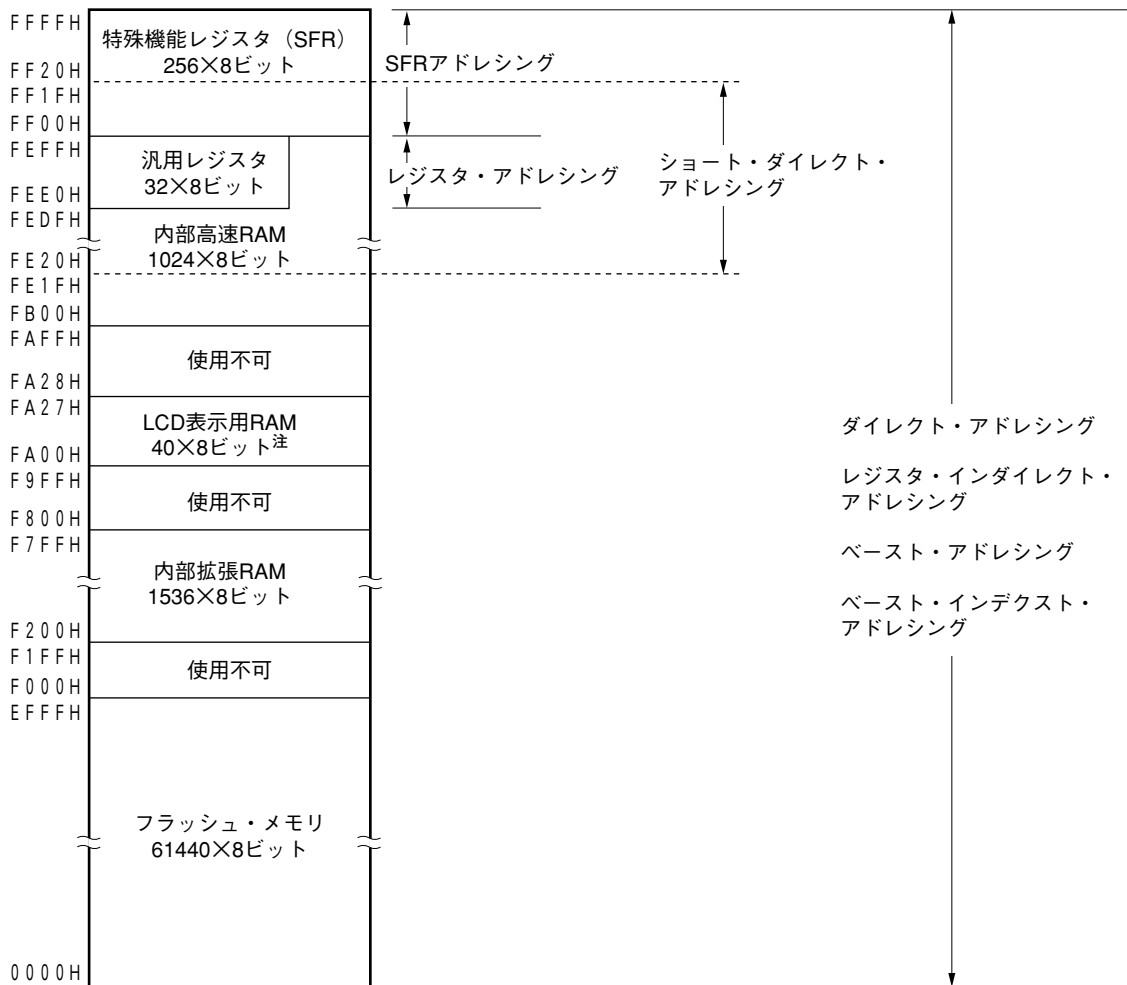 FFFFH
特殊機能レジスタ（SFR）
256×8ビット
SFRアドレシング
FF20H
FF1FH
FF00H
FEFFH
汎用レジスタ
32×8ビット
レジスタ・アドレシング
ショート・ダイレクト・
アドレシング
FEE0H
FEDFH
内部高速RAM
1024×8ビット
FE20H
FE1FH
FB00H
FAFFH
使用不可
FA28H
FA27H
LCD表示用RAM
40×8ビット注
FA00H
F9FFH
使用不可
F800H
F7FFH
内部拡張RAM
1536×8ビット
F200H
F1FFH
使用不可
F000H
EFFFH
フラッシュ・メモリ
61440×8ビット
0000H
ダイレクト・アドレシング
レジスタ・インダイレクト・
アドレシング
ベースト・アドレシング
ベースト・インデクスト・
アドレシング